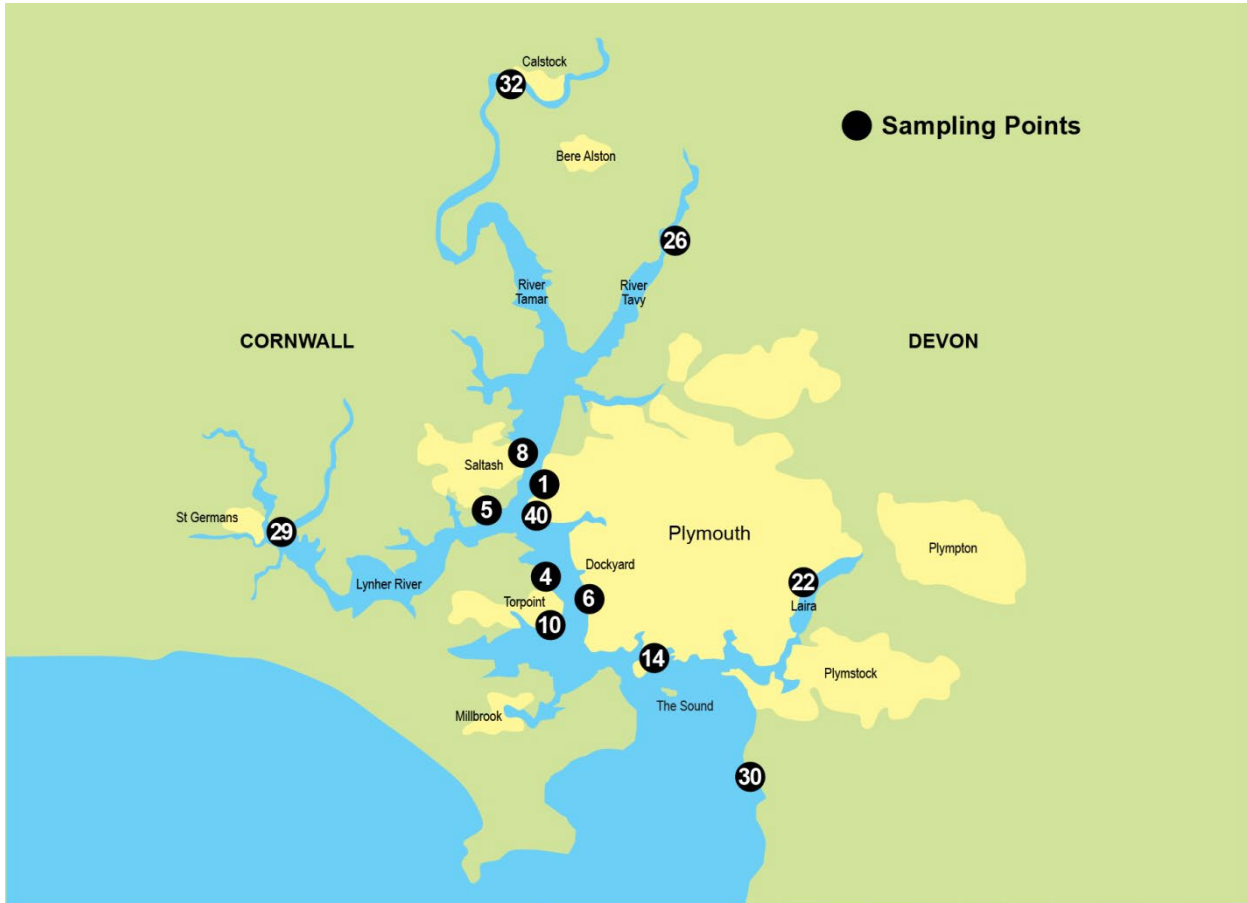 Calstock
32
Sampling Points
Bere Alston
26
River
Tamar
River
Tavy
CORNWALL
DEVON
8
Saltash
1
5
40
St Germans
29
Plymouth
Plympton
Dockyard
4
22
Lynher River
6
Torpoint
Laira
10
14
Plymstock
The Sound
Millbrook
30